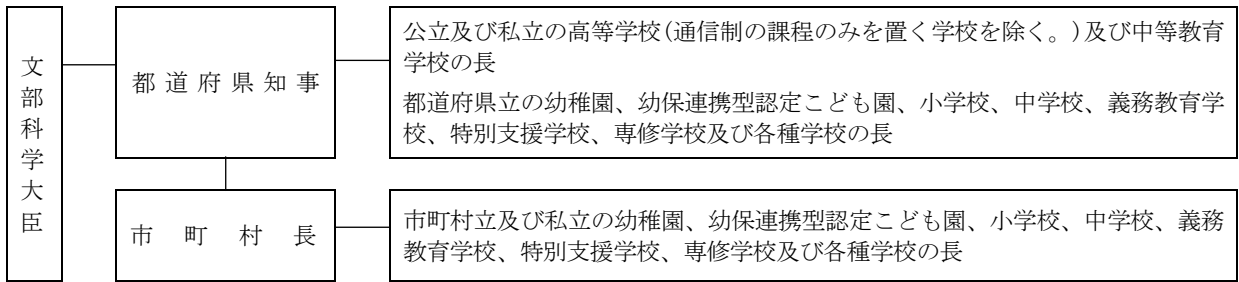 文部科学大臣
都道府県知事
公立及び私立の高等学校(通信制の課程のみを置く学校を除く。)及び中等教育
学校の長
都道府県立の幼稚園、幼保連携型認定こども園、小学校、中学校、義務教育学
校、特別支援学校、専修学校及び各種学校の長
市町村長
市町村立及び私立の幼稚園、幼保連携型認定こども園、小学校、中学校、義務
教育学校、特別支援学校、専修学校及び各種学校の長